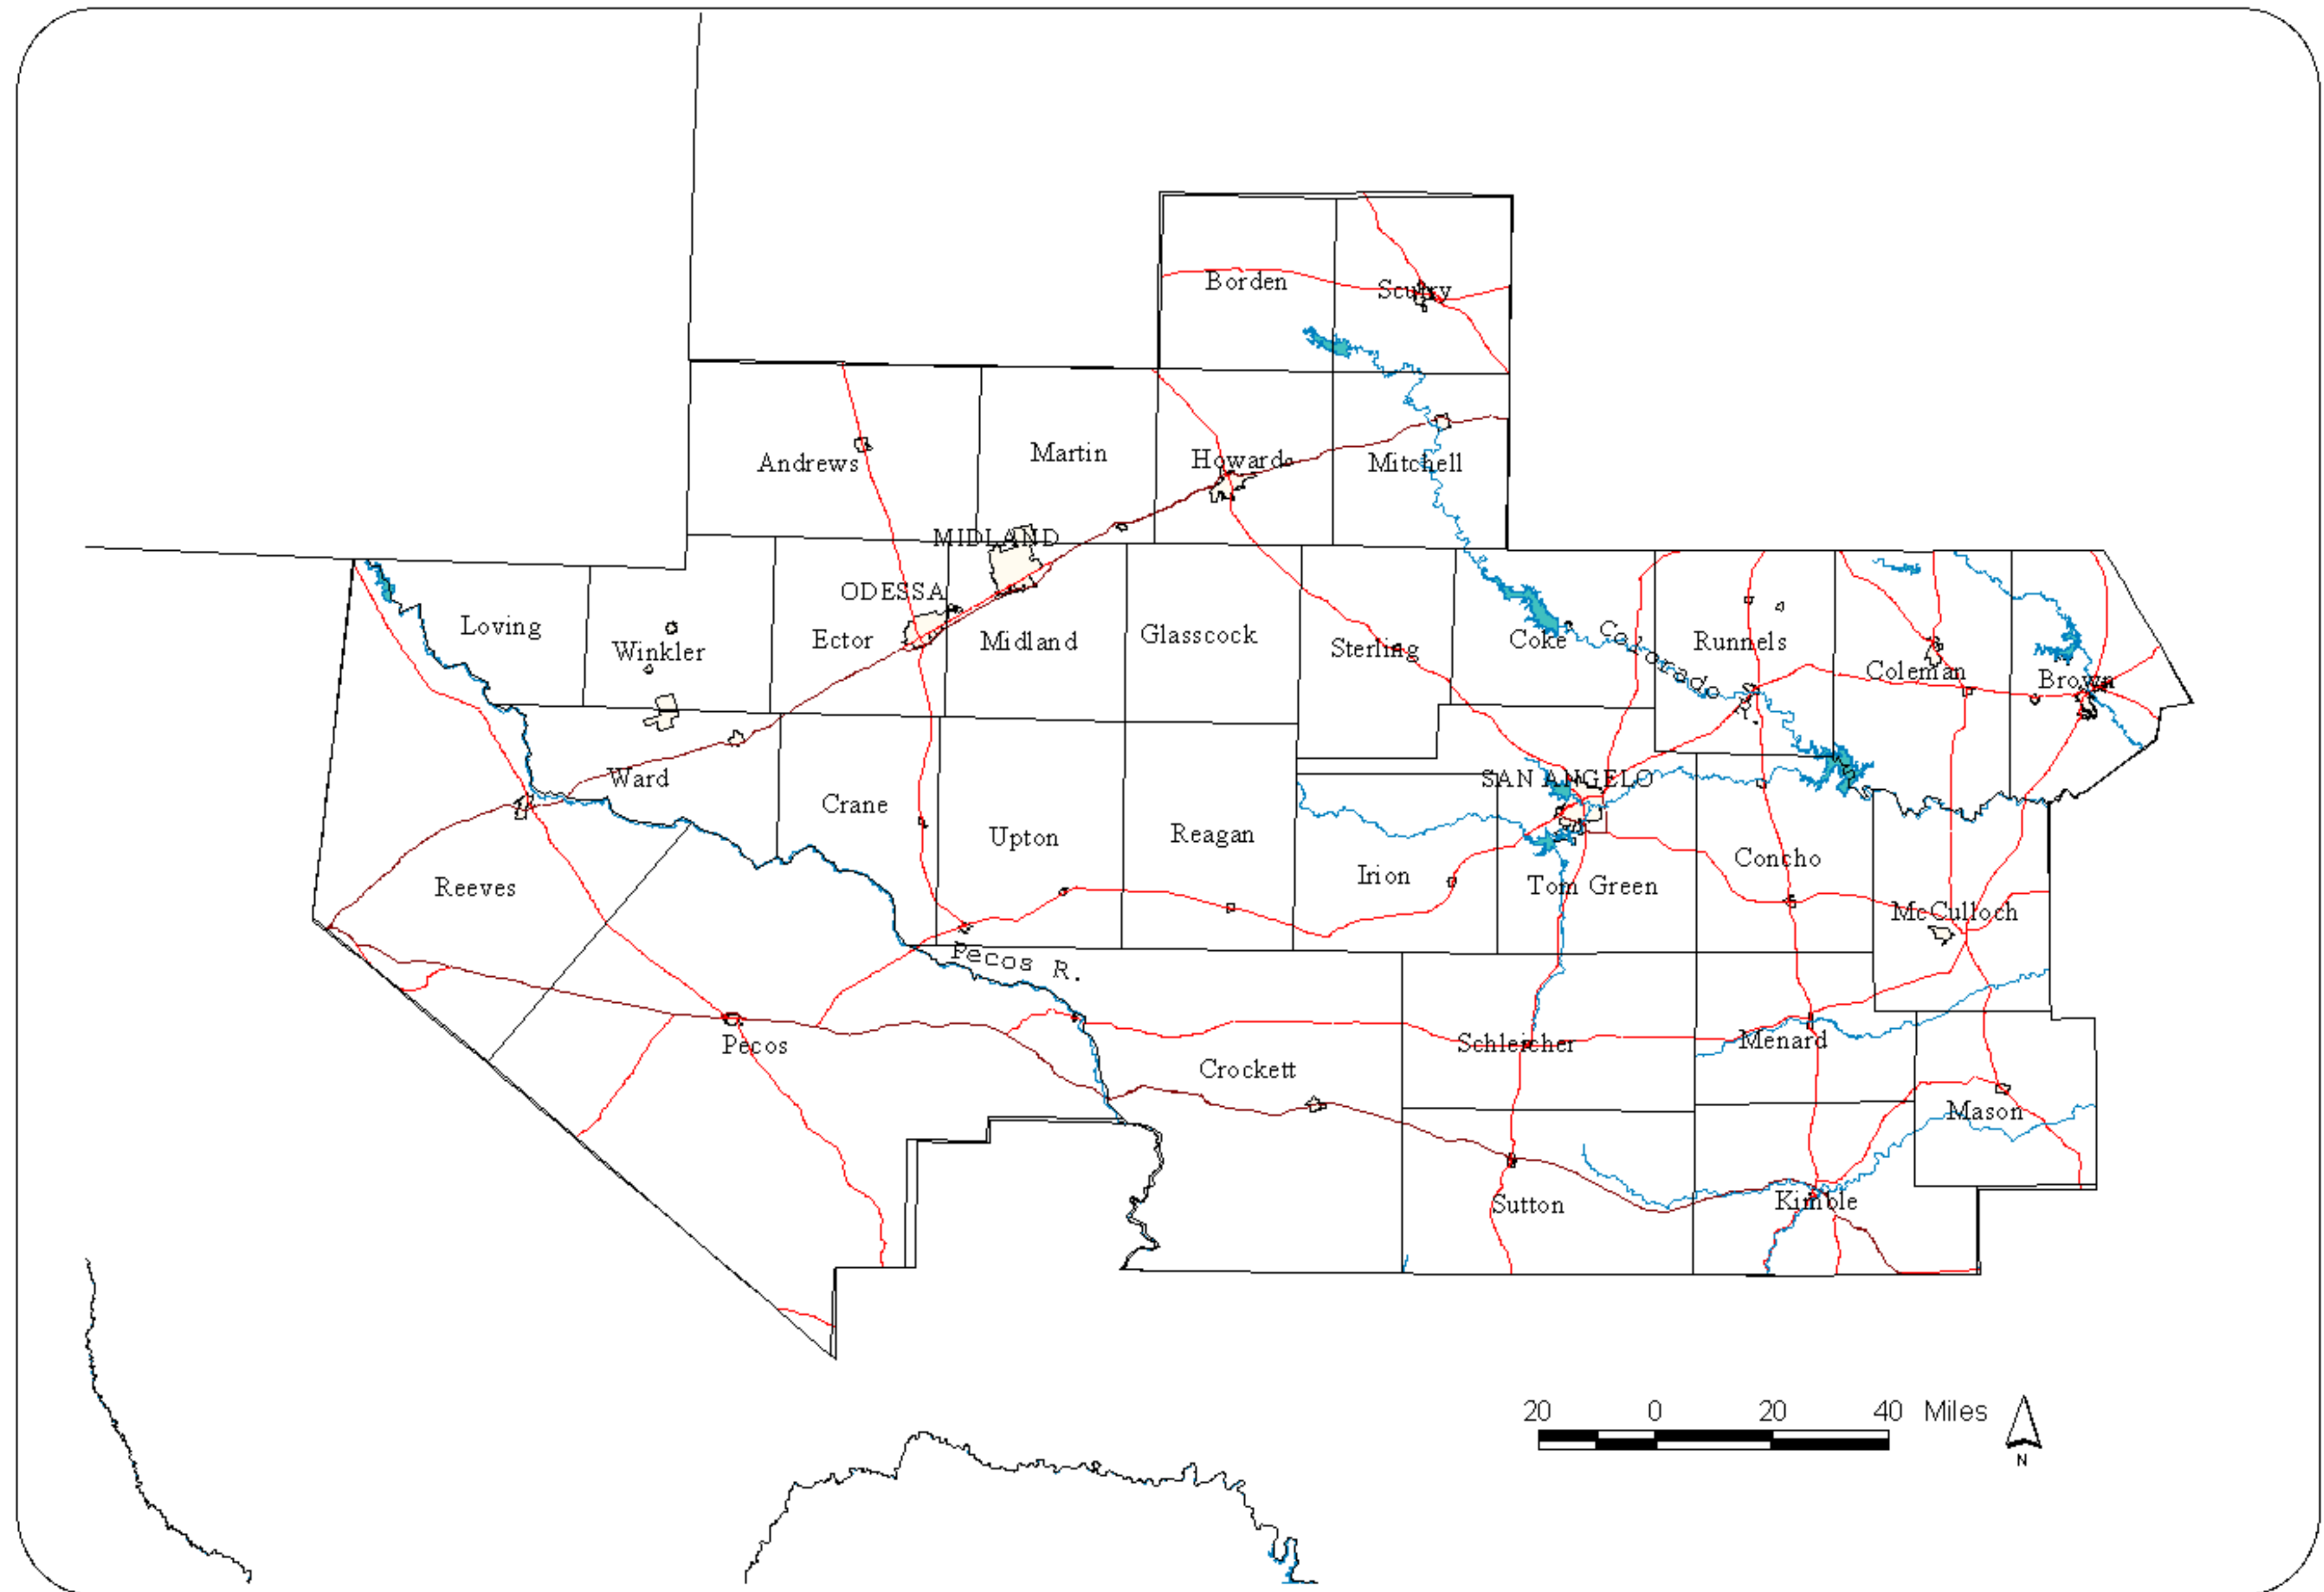 Borden
Scurry
Andrews
Martin
Howard
Mitchell
MIDLAND
ODESSA
Loving
Winkler
Ector
Midland
Glasscock
Sterling
Coke
Colorado R.
Runnels
Coleman
Brown
Ward
Crane
Upton
Reagan
SAN ANGELO
Irion
Tom Green
Concho
McCulloch
Reeves
Pecos R.
Pecos
Crockett
Schleicher
Menard
Mason
Sutton
Kimble
20 0 20 40 Miles
N